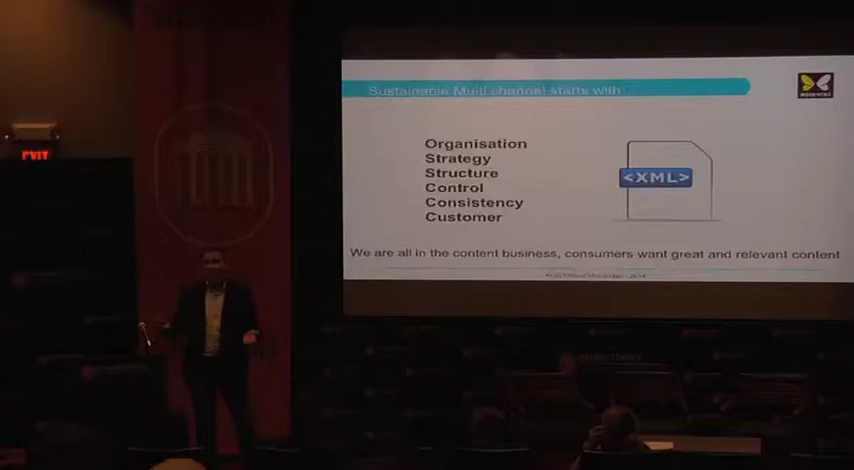 Sustainable Multi channel starts with:
Organisation
Strategy
Structure
Control
Consistency
Customer
<XML>
We are all in the content business, consumers want great and relevant content
EXIT